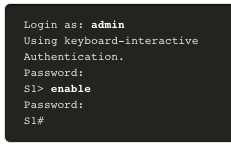 Login as: admin
Using keyboard-interactive
Authentication.
Password:
S1> enable
Password:
S1#